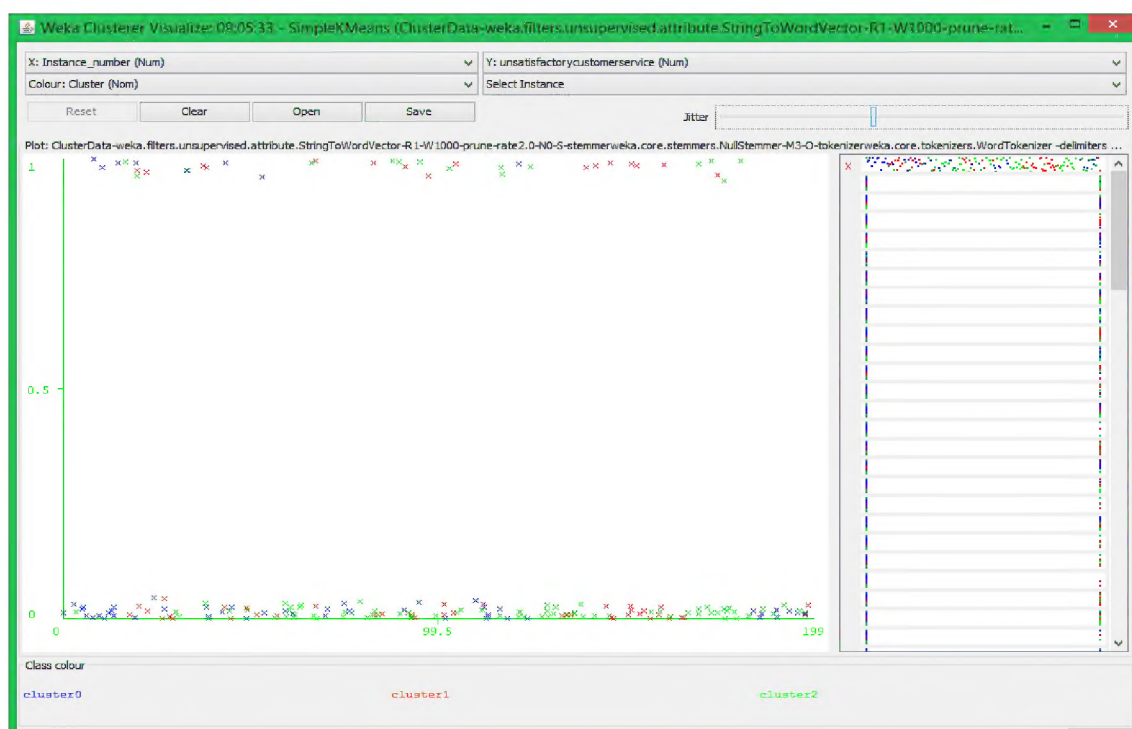 Weka Clusterer Visualize: 09:05:33 - SimpleKMeans (ClusterData-weka.filters.unsupervised.attribute.StringToWordVector-R1-W1000-prune-rat...
X: Instance_number (Num)
Y: unsatisfactorycustomerservice (Num)
Colour: Cluster (Nom)
Select Instance
Reset
Clear
Open
Save
Jitter
Plot: ClusterData-weka.filters.unsupervised.attribute.StringToWordVector-R1-W1000-prune-rate2.0-N0-S-stemmerweka.core.stemmers.NullStemmer-M3-O-tokenizerweka.core.tokenizers.WordTokenizer -delimiters ...
1
0.5
0
0
99.5
199
X
Class colour
cluster0
cluster1
cluster2